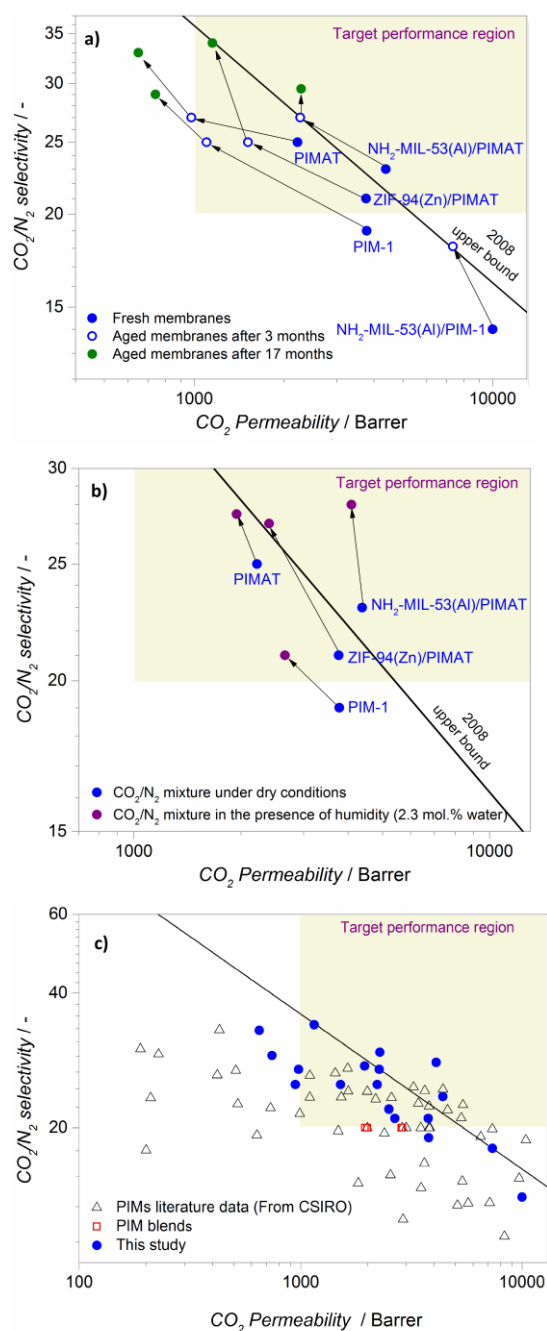 a)
Target performance region
35
30
25
20
15
CO2/N2 selectivity / -
PIMAT
NH2-MIL-53(Al)/PIMAT
ZIF-94(Zn)/PIMAT
PIM-1
NH2-MIL-53(Al)/PIM-1
2008
upper bound
Fresh membranes
Aged membranes after 3 months
Aged membranes after 17 months
1000
10000
CO2 Permeability / Barrer
b)
Target performance region
30
25
20
15
CO2/N2 selectivity / -
PIMAT
NH2-MIL-53(Al)/PIMAT
ZIF-94(Zn)/PIMAT
PIM-1
2008
upper bound
CO2/N2 mixture under dry conditions
CO2/N2 mixture in the presence of humidity (2.3 mol.% water)
1000
10000
CO2 Permeability / Barrer
c)
Target performance region
60
40
20
CO2/N2 selectivity / -
PIMs literature data (From CSIRO)
PIM blends
This study
100
1000
10000
CO2 Permeability / Barrer